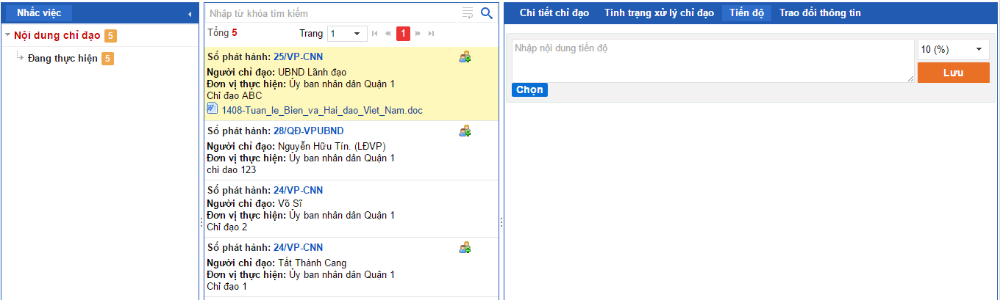 Nhắc việc
Nội dung chỉ đạo 5
Đang thực hiện 5
Nhập từ khóa tìm kiếm
Tổng 5
Trang 1
1
Số phát hành: 25/VP-CNN
Người chỉ đạo: UBND Lãnh đạo
Đơn vị thực hiện: Ủy ban nhân dân Quận 1
Chỉ đạo ABC
1408-Tuan_le_Bien_va_Hai_dao_Viet_Nam.doc
Số phát hành: 28/QĐ-VPUBND
Người chỉ đạo: Nguyễn Hữu Tín. (LĐVP)
Đơn vị thực hiện: Ủy ban nhân dân Quận 1
chi dao 123
Số phát hành: 24/VP-CNN
Người chỉ đạo: Võ Sĩ
Đơn vị thực hiện: Ủy ban nhân dân Quận 1
Chỉ đạo 2
Số phát hành: 24/VP-CNN
Người chỉ đạo: Tất Thành Cang
Đơn vị thực hiện: Ủy ban nhân dân Quận 1
Chỉ đạo 1
Chi tiết chỉ đạo Tình trạng xử lý chỉ đạo Tiến độ Trao đổi thông tin
Nhập nội dung tiến độ
10 (%)
Lưu
Chọn